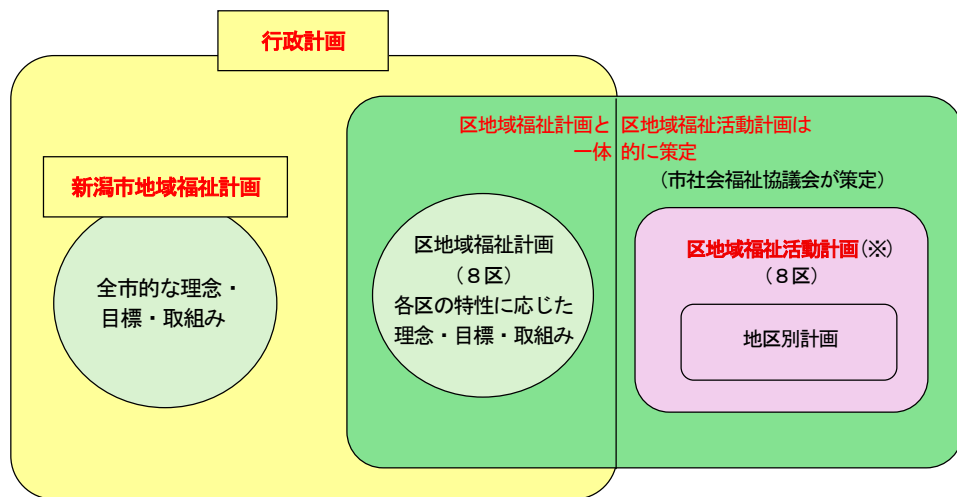 行政計画
区地域福祉計画と 区地域福祉活動計画は
一体 的に策定
(市社会福祉協議会が策定)
新潟市地域福祉計画
全市的な理念・
目標・取組み
区地域福祉計画
(8区)
各区の特性に応じた
理念・目標・取組み
区地域福祉活動計画(※)
(8区)
地区別計画